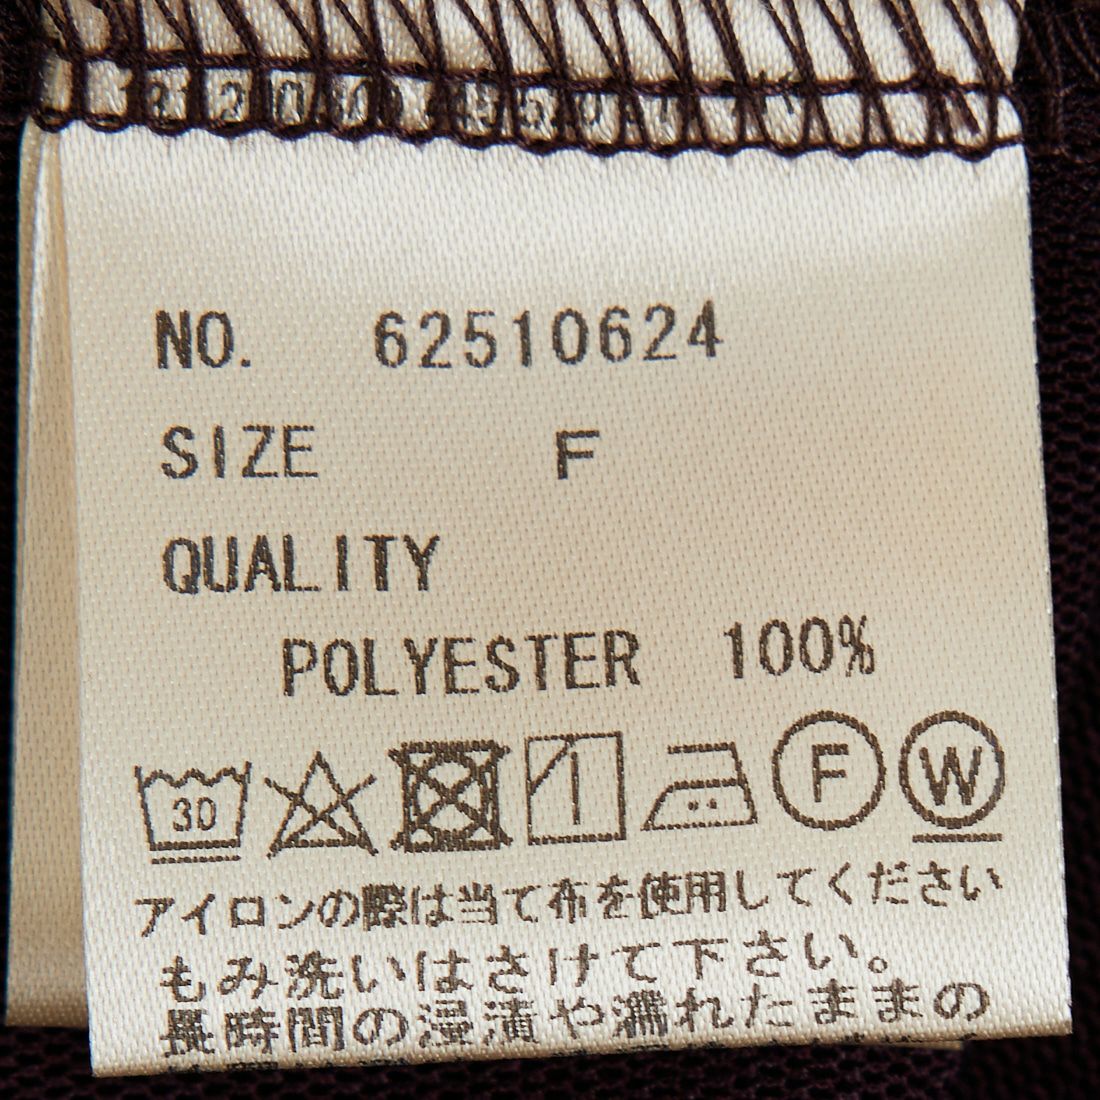 NO. 62510624
SIZE F
QUALITY
POLYESTER 100%
30 F W
アイロンの際は当て布を使用してください
もみ洗いはさけて下さい。
長時間の浸漬や濡れたままの